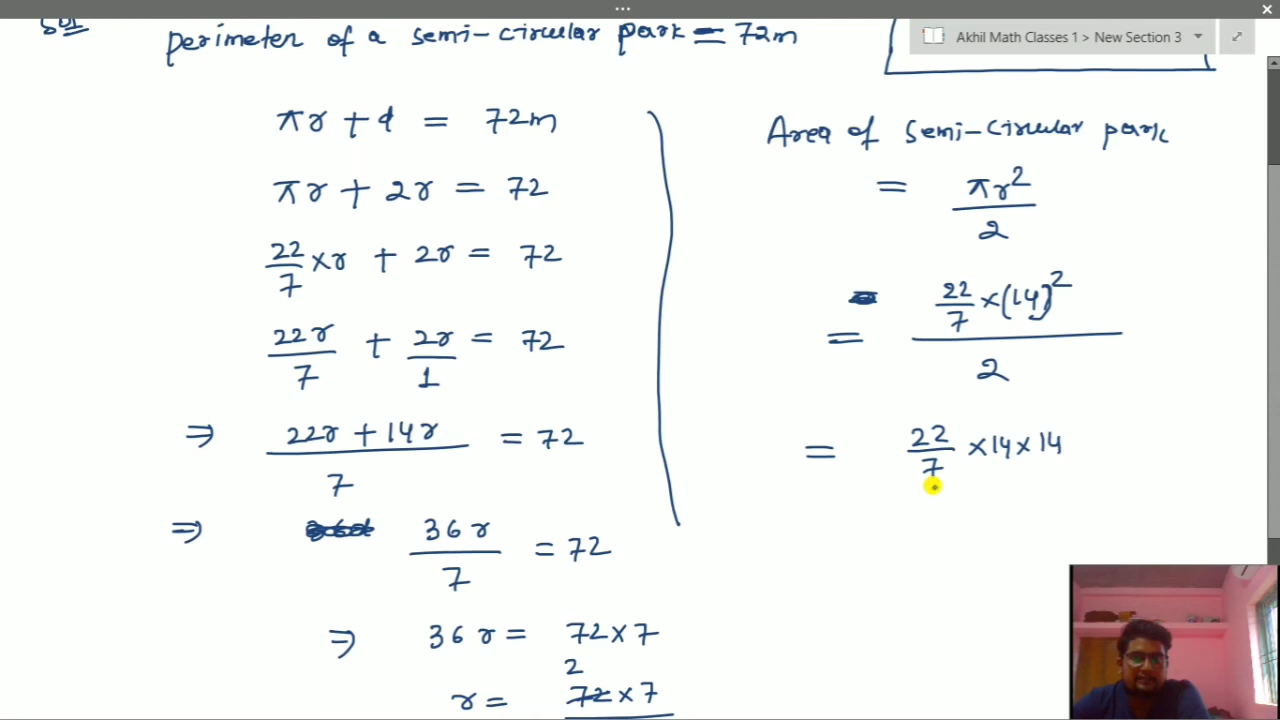 Solⁿ
perimeter of a semi-circular park = 72m
Akhil Math Classes 1 > New Section 3
πr + d = 72m
πr + 2r = 72
22/7 × r + 2r = 72
22r/7 + 2r/1 = 72
⇒ (22r + 14r)/7 = 72
⇒ 36r/7 = 72
⇒ 36r = 72×7
2
r = 72×7
Area of semi-circular park
= πr²/2
= (22/7 × (14)²)/2
= 22/7 × 14 × 14